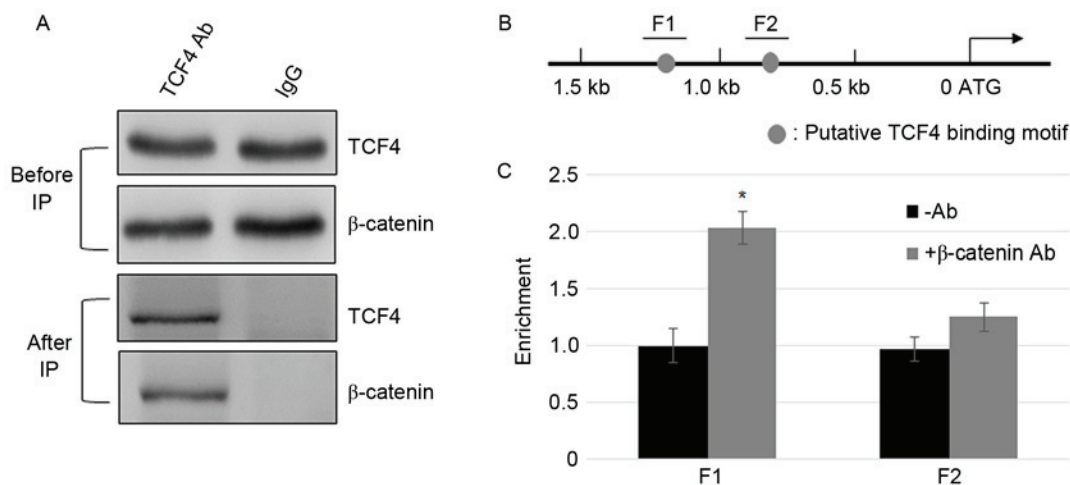 A
TCF4 Ab
IgG
Before
IP
TCF4
β-catenin
After
IP
TCF4
β-catenin
B
F1
F2
1.5 kb
1.0 kb
0.5 kb
0 ATG
: Putative TCF4 binding motif
C
Enrichment
2.5
2.0
1.5
1.0
0.5
0
*
-Ab
+β-catenin Ab
F1
F2